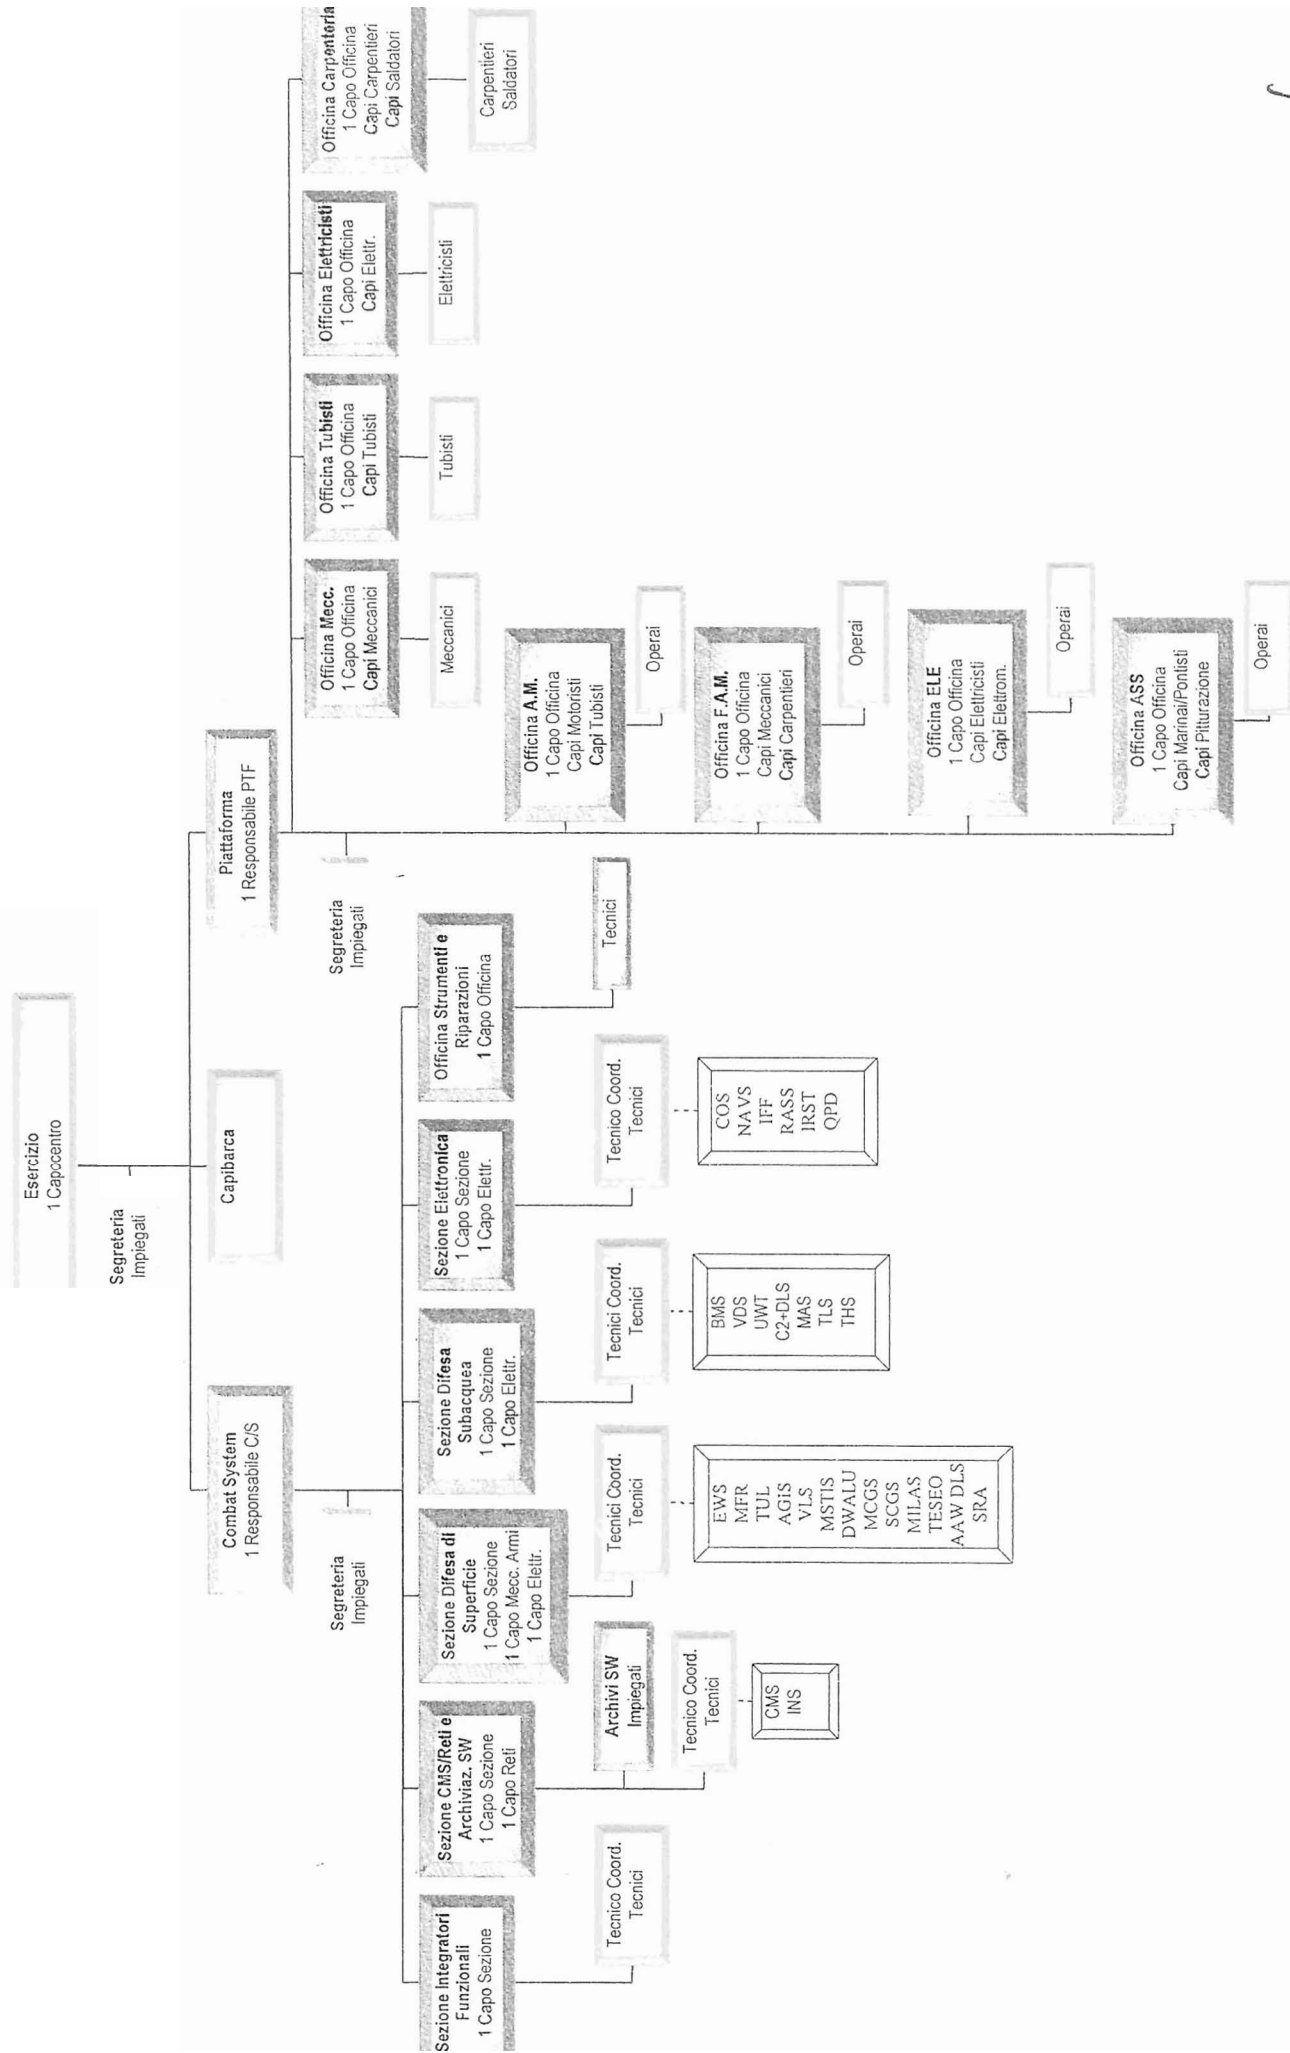 Esercizio
1 Capocentro
Segreteria
Impiegati
Combat System
1 Responsabile C/S
Capibarca
Piattaforma
1 Responsabile PTF
Segreteria
Impiegati
Segreteria
Impiegati
Sezione Integratori
Funzionali
1 Capo Sezione
Tecnico Coord.
Tecnici
Sezione CMS/Reti e
Archiviaz. SW
1 Capo Sezione
1 Capo Reti
Archivi SW
Impiegati
Tecnico Coord.
Tecnici
CMS
INS
Sezione Difesa di
Superficie
1 Capo Sezione
1 Capo Mecc. Armi
1 Capo Elettr.
Tecnici Coord.
Tecnici
EWS
MFR
TUL
AGiS
VLS
MSTIS
DWALU
MCGS
SCGS
MILAS
TESEO
AAW DLS
SRA
Sezione Difesa
Subacquea
1 Capo Sezione
1 Capo Elettr.
Tecnici Coord.
Tecnici
BMS
VDS
UWT
C2+DLS
MAS
TLS
THS
Sezione Elettronica
1 Capo Sezione
1 Capo Elettr.
Tecnico Coord.
Tecnici
COS
NAVS
IFF
RASS
IRST
QPD
Officina Strumenti e
Riparazioni
1 Capo Officina
Tecnici
Officina Mecc.
1 Capo Officina
Capi Meccanici
Meccanici
Officina Tubisti
1 Capo Officina
Capi Tubisti
Tubisti
Officina Elettricisti
1 Capo Officina
Capi Elettr.
Elettricisti
Officina Carpenteria
1 Capo Officina
Capi Carpentieri
Capi Saldatori
Carpentieri
Saldatori
Officina A.M.
1 Capo Officina
Capi Motoristi
Capi Tubisti
Operai
Officina F.A.M.
1 Capo Officina
Capi Meccanici
Capi Carpentieri
Operai
Officina ELE
1 Capo Officina
Capi Elettricisti
Capi Elettrom.
Operai
Officina ASS
1 Capo Officina
Capi Marinai/Pontisti
Capi Pitturazione
Operai